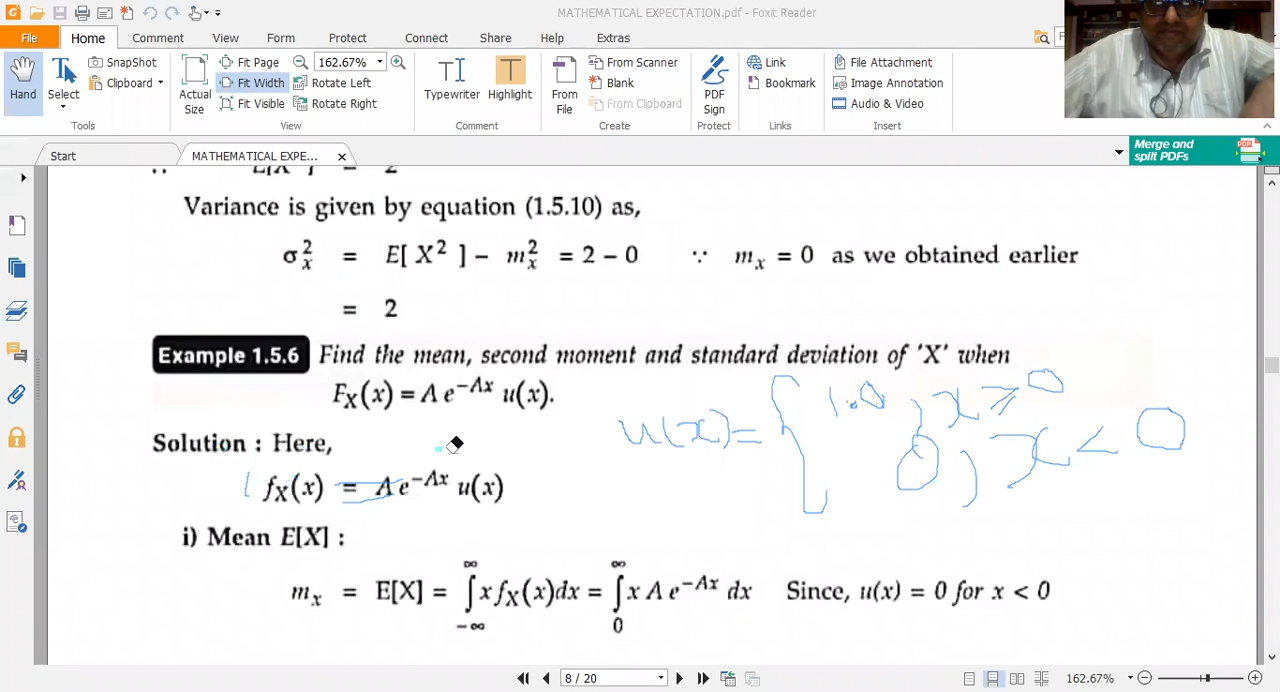 MATHEMATICAL EXPECTATION.pdf - Foxit Reader
File Home Comment View Form Protect Connect Share Help Extras
Hand
Select
SnapShot
Clipboard
Tools
Actual Size
Fit Page
Fit Width
Fit Visible
162.67%
Rotate Left
Rotate Right
View
Typewriter
Highlight
Comment
From File
From Scanner
Blank
From Clipboard
Create
PDF Sign
Protect
Link
Bookmark
Links
File Attachment
Image Annotation
Audio & Video
Insert
Start
MATHEMATICAL EXPE...
Merge and
split PDFs
Variance is given by equation (1.5.10) as,
σ²ₓ = E[ X² ] − m²ₓ = 2 − 0 ∵ mₓ = 0 as we obtained earlier
= 2
Example 1.5.6 Find the mean, second moment and standard deviation of 'X' when
F_X(x) = A e^{−Ax} u(x).
u(x) = { 1.0 , x ≥ 0
0 , x < 0
Solution : Here,
f_X(x) = A e^{−Ax} u(x)
i) Mean E[X] :
mₓ = E[X] = ∫_{−∞}^{∞} x f_X(x) dx = ∫_{0}^{∞} x A e^{−Ax} dx Since, u(x) = 0 for x < 0
8 / 20
162.67%